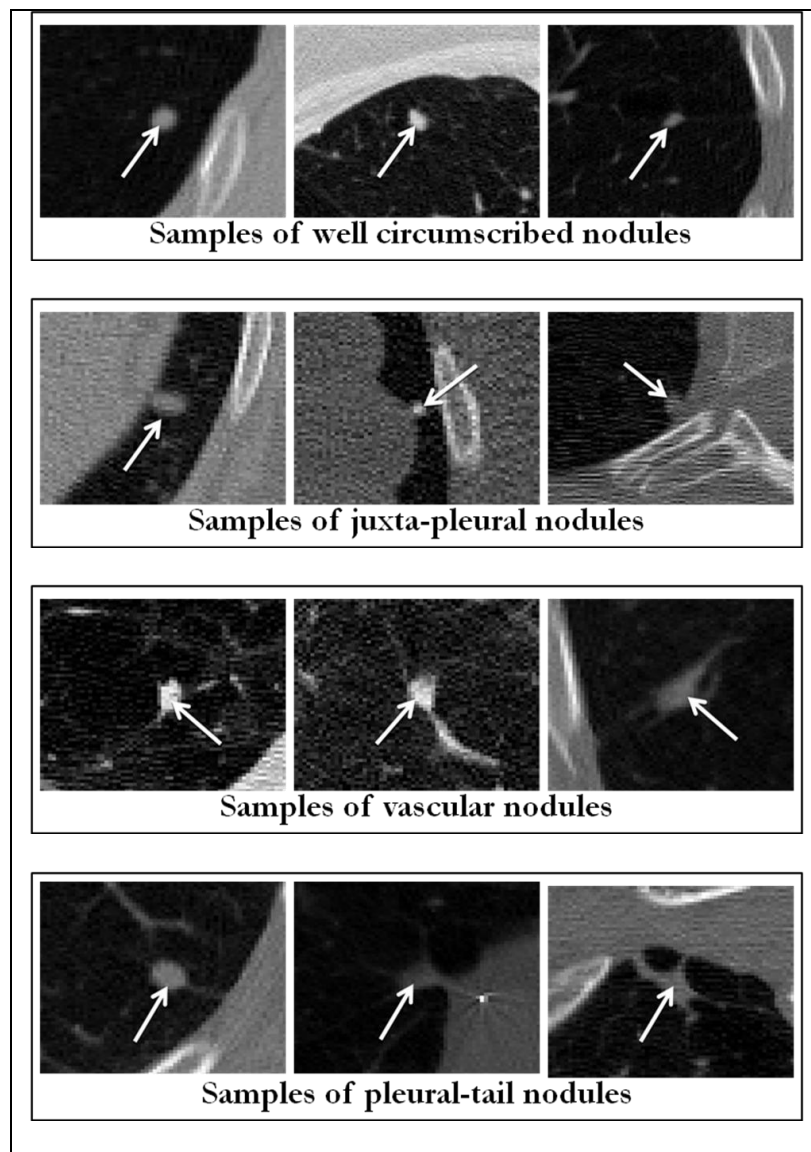 Samples of well circumscribed nodules
Samples of juxta-pleural nodules
Samples of vascular nodules
Samples of pleural-tail nodules